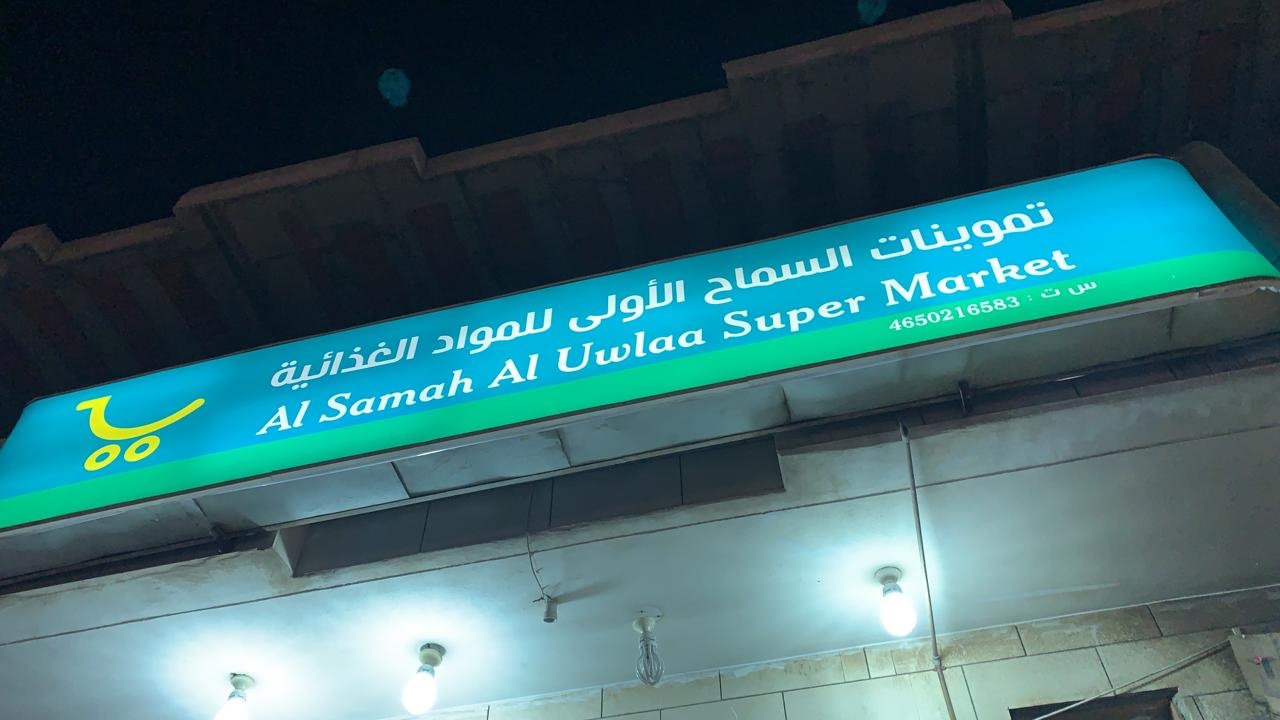 تموينات السماح الأولى للمواد الغذائية
Al Samah Al Uwlaa Super Market
س ت : 4650216583